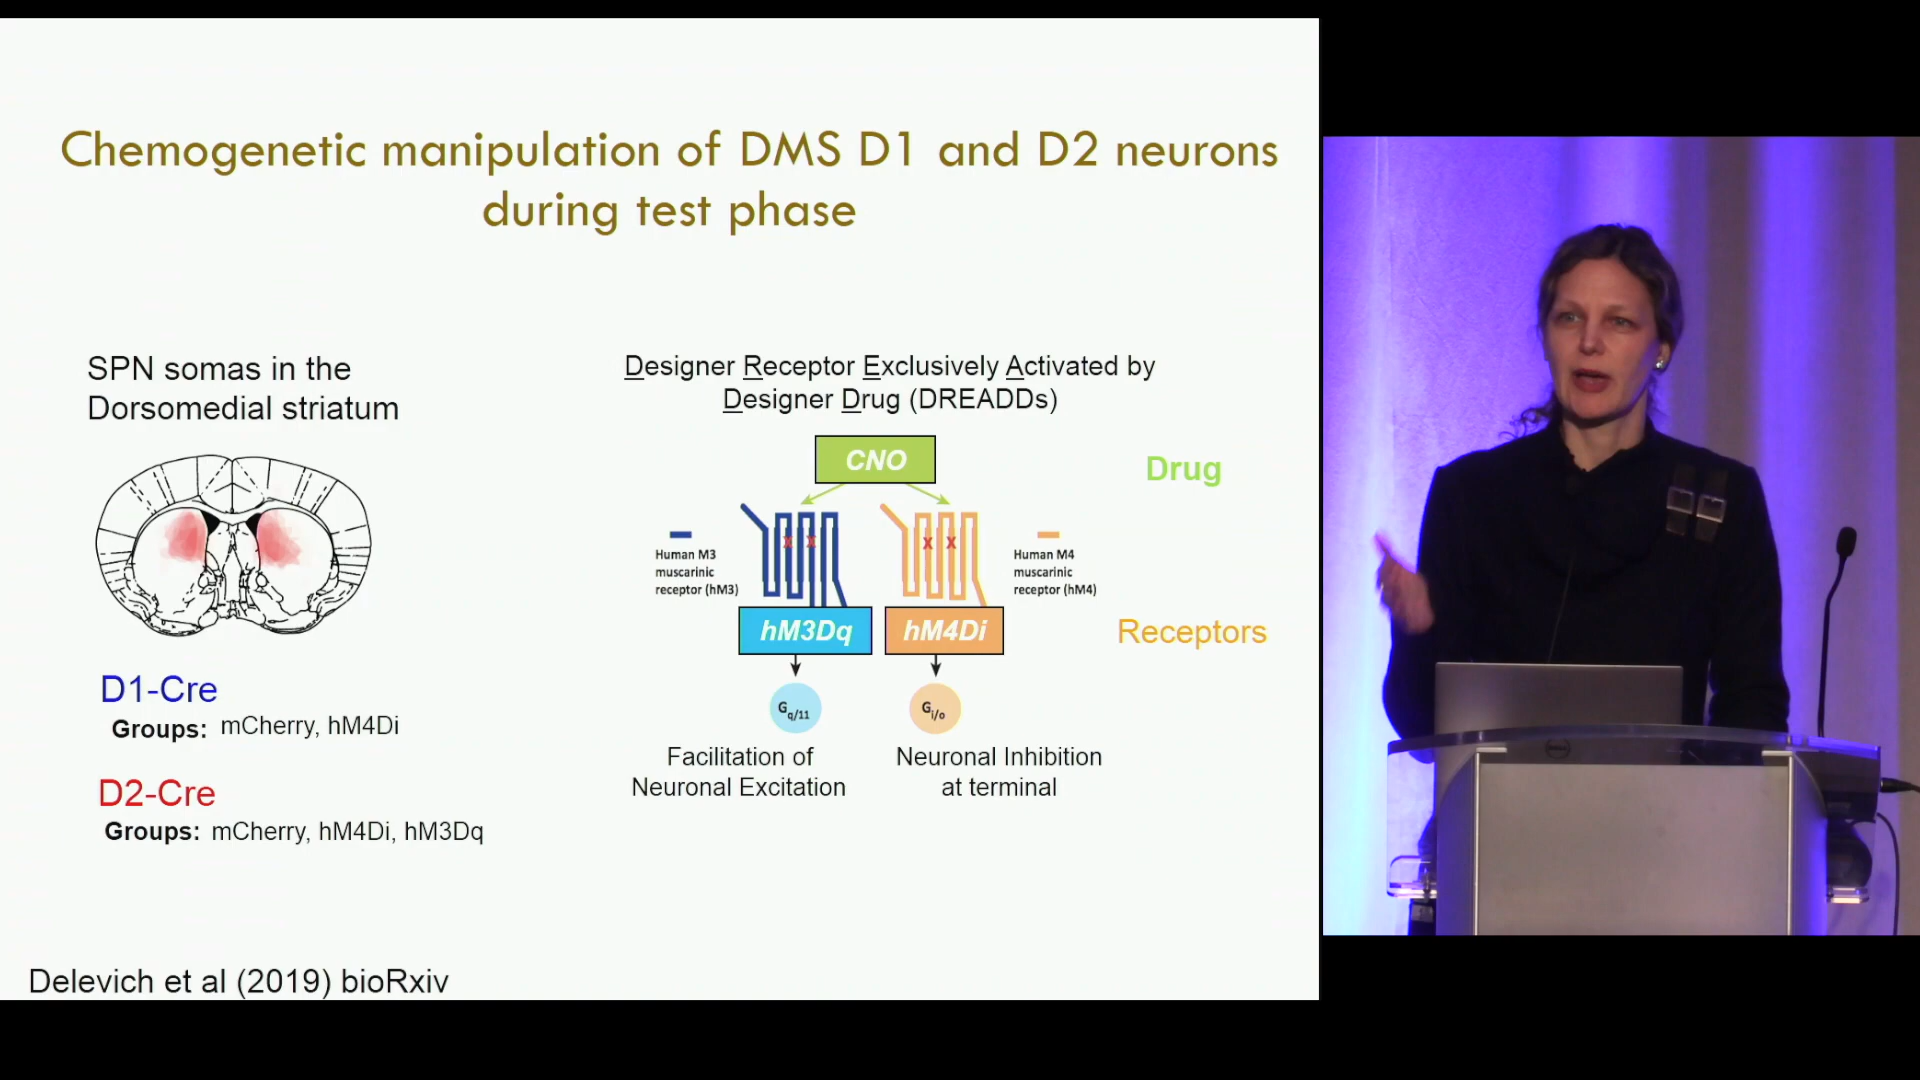 Chemogenetic manipulation of DMS D1 and D2 neurons
during test phase
SPN somas in the
Dorsomedial striatum
D1-Cre
Groups: mCherry, hM4Di
D2-Cre
Groups: mCherry, hM4Di, hM3Dq
Designer Receptor Exclusively Activated by
Designer Drug (DREADDs)
CNO
Drug
Human M3
muscarinic
receptor (hM3)
x x
x x
Human M4
muscarinic
receptor (hM4)
hM3Dq
hM4Di
Receptors
Gq/11
Gi/o
Facilitation of
Neuronal Excitation
Neuronal Inhibition
at terminal
Delevich et al (2019) bioRxiv